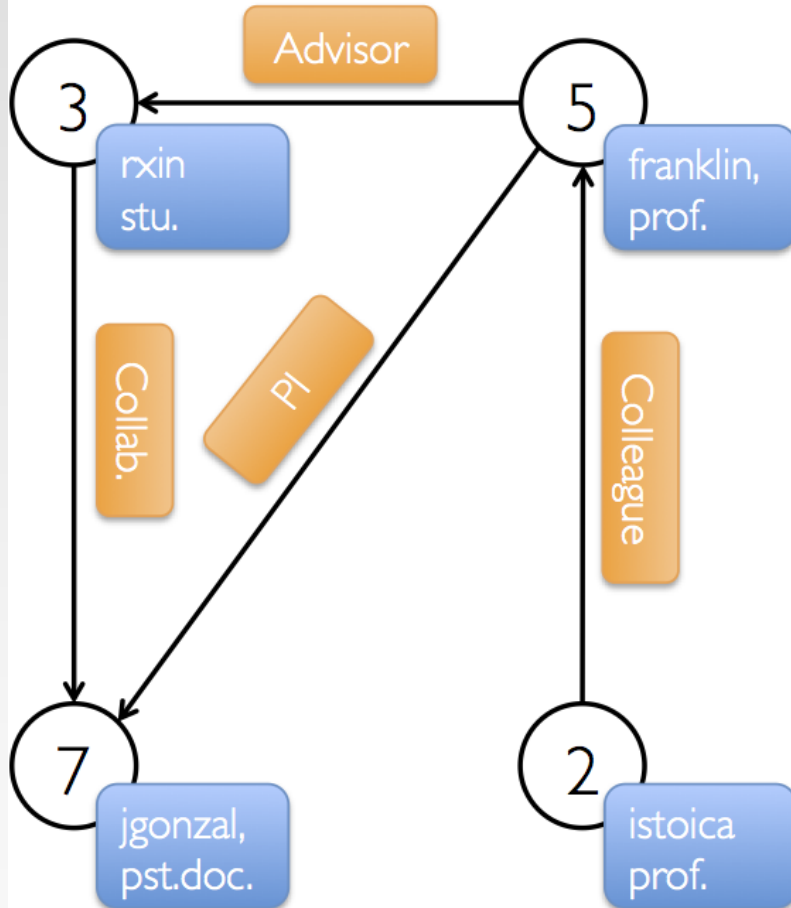 Advisor
3
5
rxin
stu.
franklin,
prof.
Collab.
PI
Colleague
7
2
jgonzal,
pst.doc.
istoica
prof.